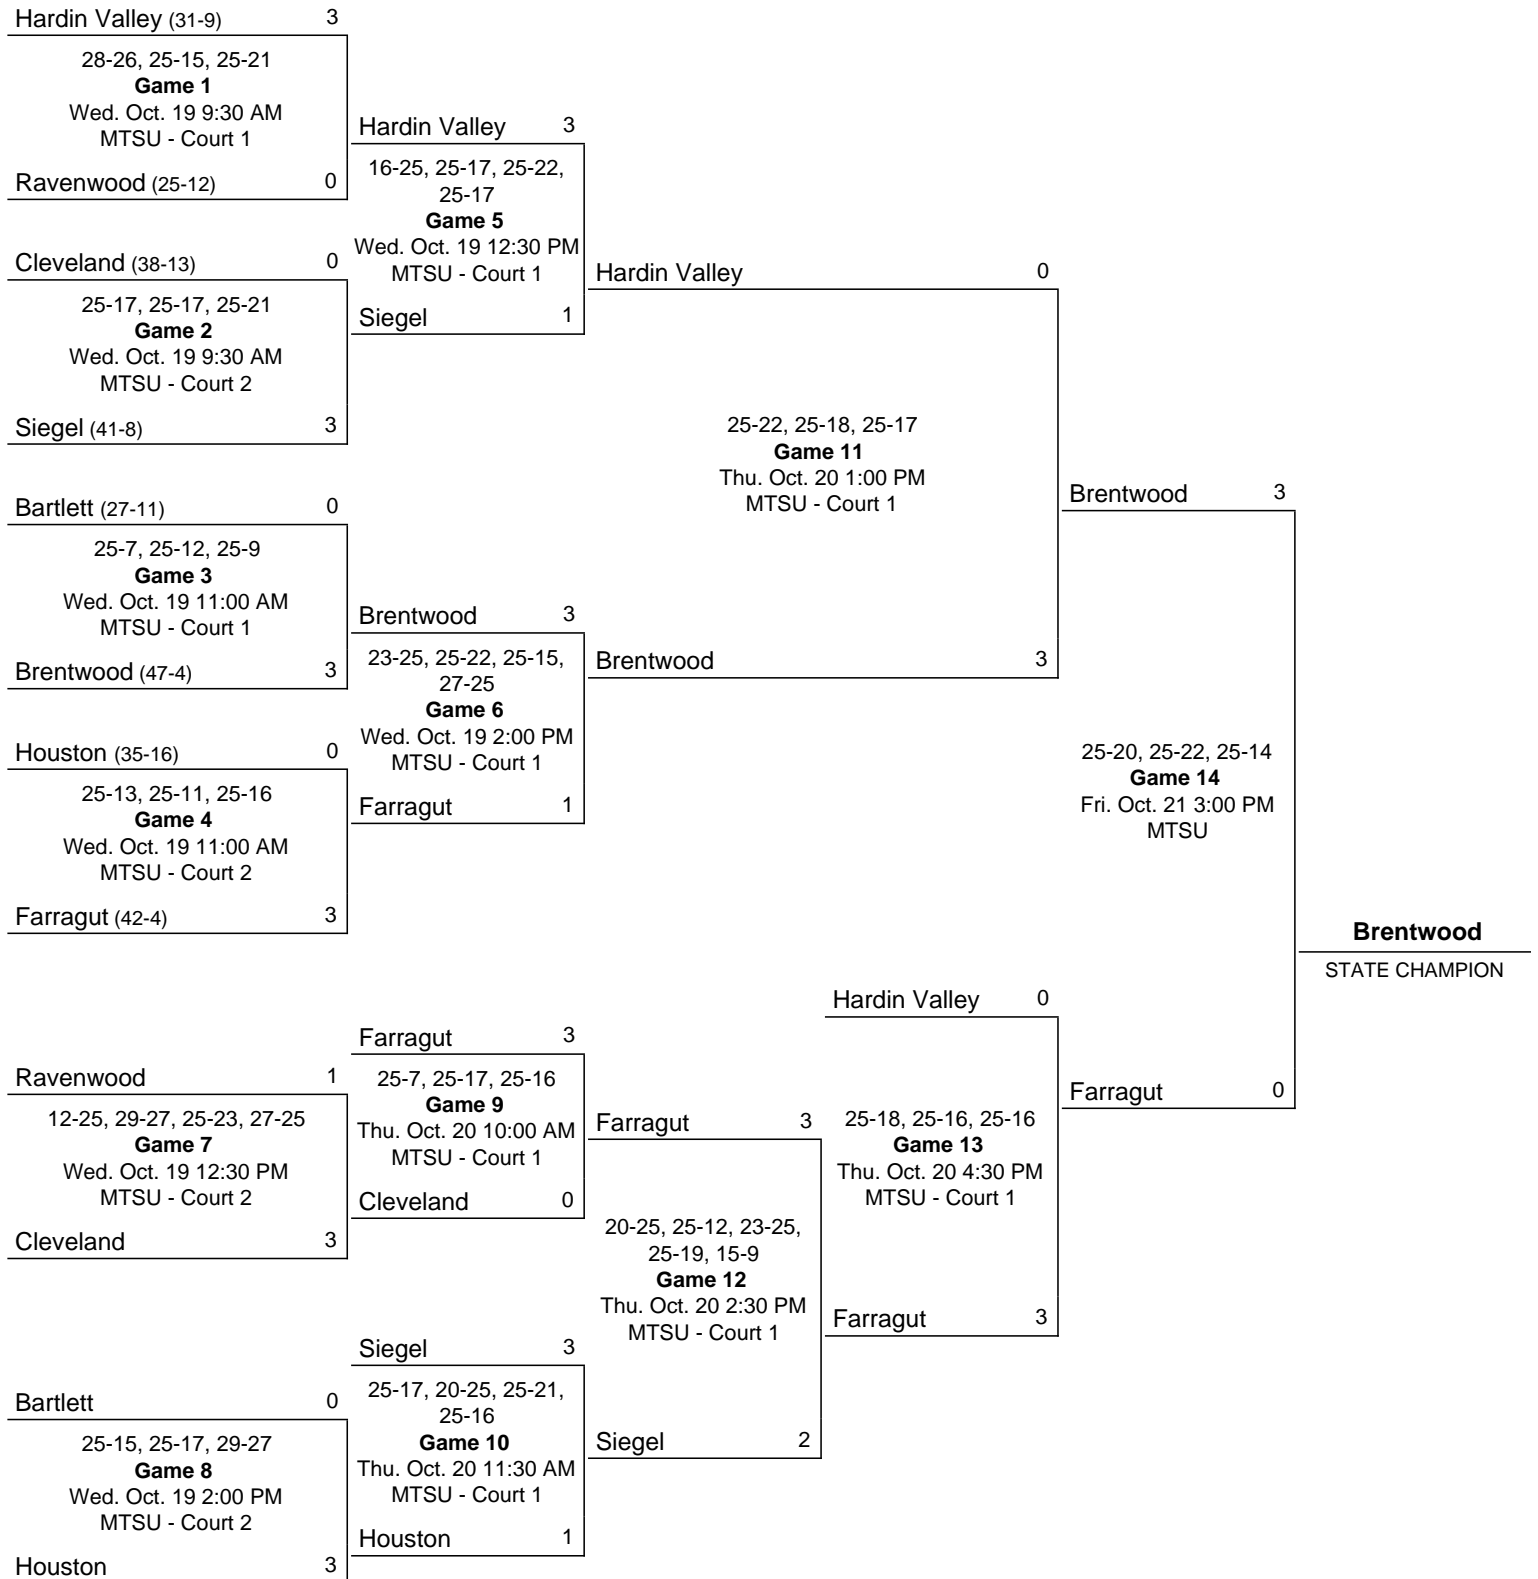 Hardin Valley (31-9) 3
28-26, 25-15, 25-21
Game 1
Wed. Oct. 19 9:30 AM
MTSU - Court 1
Ravenwood (25-12) 0
Cleveland (38-13) 0
25-17, 25-17, 25-21
Game 2
Wed. Oct. 19 9:30 AM
MTSU - Court 2
Siegel (41-8) 3
Bartlett (27-11) 0
25-7, 25-12, 25-9
Game 3
Wed. Oct. 19 11:00 AM
MTSU - Court 1
Brentwood (47-4) 3
Houston (35-16) 0
25-13, 25-11, 25-16
Game 4
Wed. Oct. 19 11:00 AM
MTSU - Court 2
Farragut (42-4) 3
Hardin Valley 3
16-25, 25-17, 25-22,
25-17
Game 5
Wed. Oct. 19 12:30 PM
MTSU - Court 1
Siegel 1
Brentwood 3
23-25, 25-22, 25-15,
27-25
Game 6
Wed. Oct. 19 2:00 PM
MTSU - Court 1
Farragut 1
Hardin Valley 0
25-22, 25-18, 25-17
Game 11
Thu. Oct. 20 1:00 PM
MTSU - Court 1
Brentwood 3
Brentwood 3
25-20, 25-22, 25-14
Game 14
Fri. Oct. 21 3:00 PM
MTSU
Farragut 0
Brentwood
STATE CHAMPION
Ravenwood 1
12-25, 29-27, 25-23, 27-25
Game 7
Wed. Oct. 19 12:30 PM
MTSU - Court 2
Cleveland 3
Bartlett 0
25-15, 25-17, 29-27
Game 8
Wed. Oct. 19 2:00 PM
MTSU - Court 2
Houston 3
Farragut 3
25-7, 25-17, 25-16
Game 9
Thu. Oct. 20 10:00 AM
MTSU - Court 1
Cleveland 0
Siegel 3
25-17, 20-25, 25-21,
25-16
Game 10
Thu. Oct. 20 11:30 AM
MTSU - Court 1
Houston 1
Farragut 3
20-25, 25-12, 23-25,
25-19, 15-9
Game 12
Thu. Oct. 20 2:30 PM
MTSU - Court 1
Siegel 2
Hardin Valley 0
25-18, 25-16, 25-16
Game 13
Thu. Oct. 20 4:30 PM
MTSU - Court 1
Farragut 3